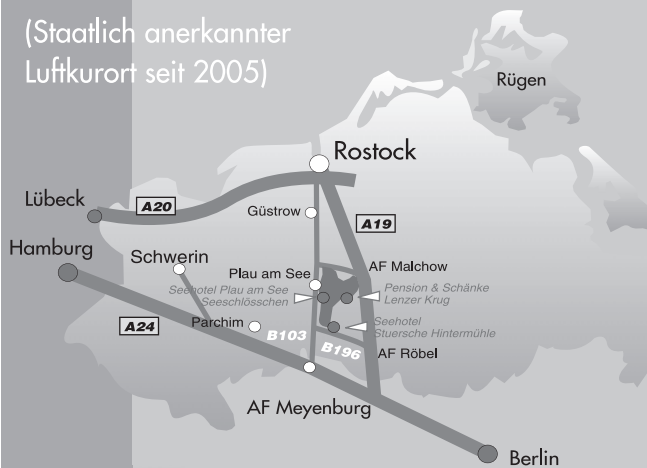 (Staatlich anerkannter
Luftkurort seit 2005)
Rügen
Rostock
Lübeck
A20
Güstrow
A19
Hamburg
Schwerin
AF Malchow
Plau am See
Seehotel Plau am See
Seeschlösschen
Pension & Schänke
Lenzer Krug
A24
Parchim
B103
Seehotel
Stuersche Hintermühle
B196
AF Röbel
AF Meyenburg
Berlin